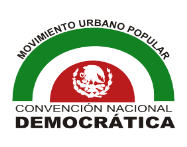 MOVIMIENTO URBANO POPULAR
CONVENCIÓN NACIONAL
DEMOCRÁTICA